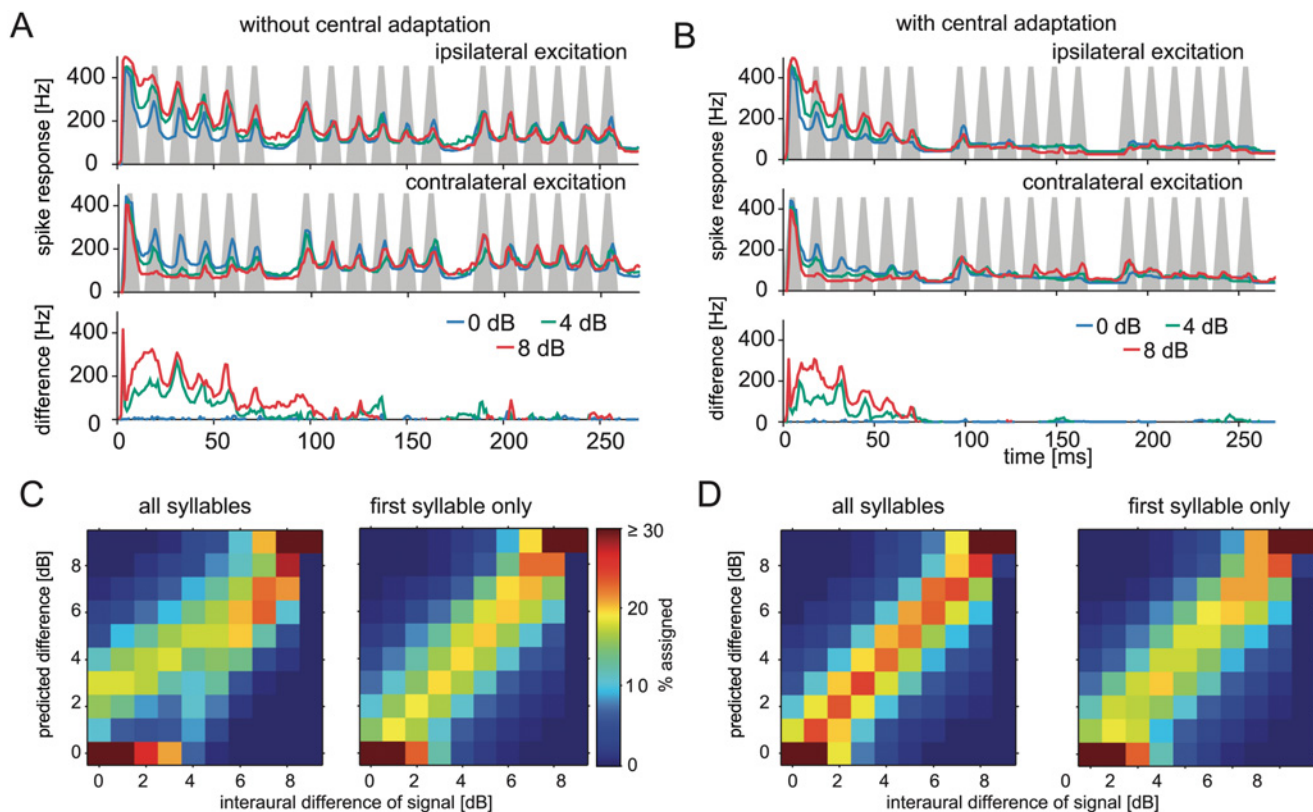 A
without central adaptation
ipsilateral excitation
400
200
0
contralateral excitation
400
200
0
spike response [Hz]
0 dB 4 dB
8 dB
400
200
0
difference [Hz]
0 50 100 150 200 250
B
with central adaptation
ipsilateral excitation
400
200
0
contralateral excitation
400
200
0
spike response [Hz]
0 dB 4 dB
8 dB
400
200
0
difference [Hz]
0 50 100 150 200 250
time [ms]
C
all syllables first syllable only
8
6
4
2
0
predicted difference [dB]
0 2 4 6 8 0 2 4 6 8
interaural difference of signal [dB]
≥ 30
20
10
0
% assigned
D
all syllables first syllable only
8
6
4
2
0
predicted difference [dB]
0 2 4 6 8 0 2 4 6 8
interaural difference of signal [dB]